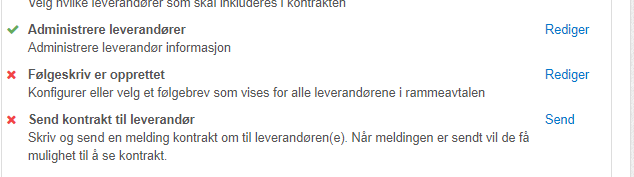 Velg hvilke leverandører som skal inkluderes i kontrakten
Administrere leverandører Rediger
Administrere leverandør informasjon
Følgeskriv er opprettet Rediger
Konfigurer eller velg et følgebrev som vises for alle leverandørene i rammeavtalen
Send kontrakt til leverandør Send
Skriv og send en melding kontrakt om til leverandøren(e). Når meldingen er sendt vil de få
mulighet til å se kontrakt.